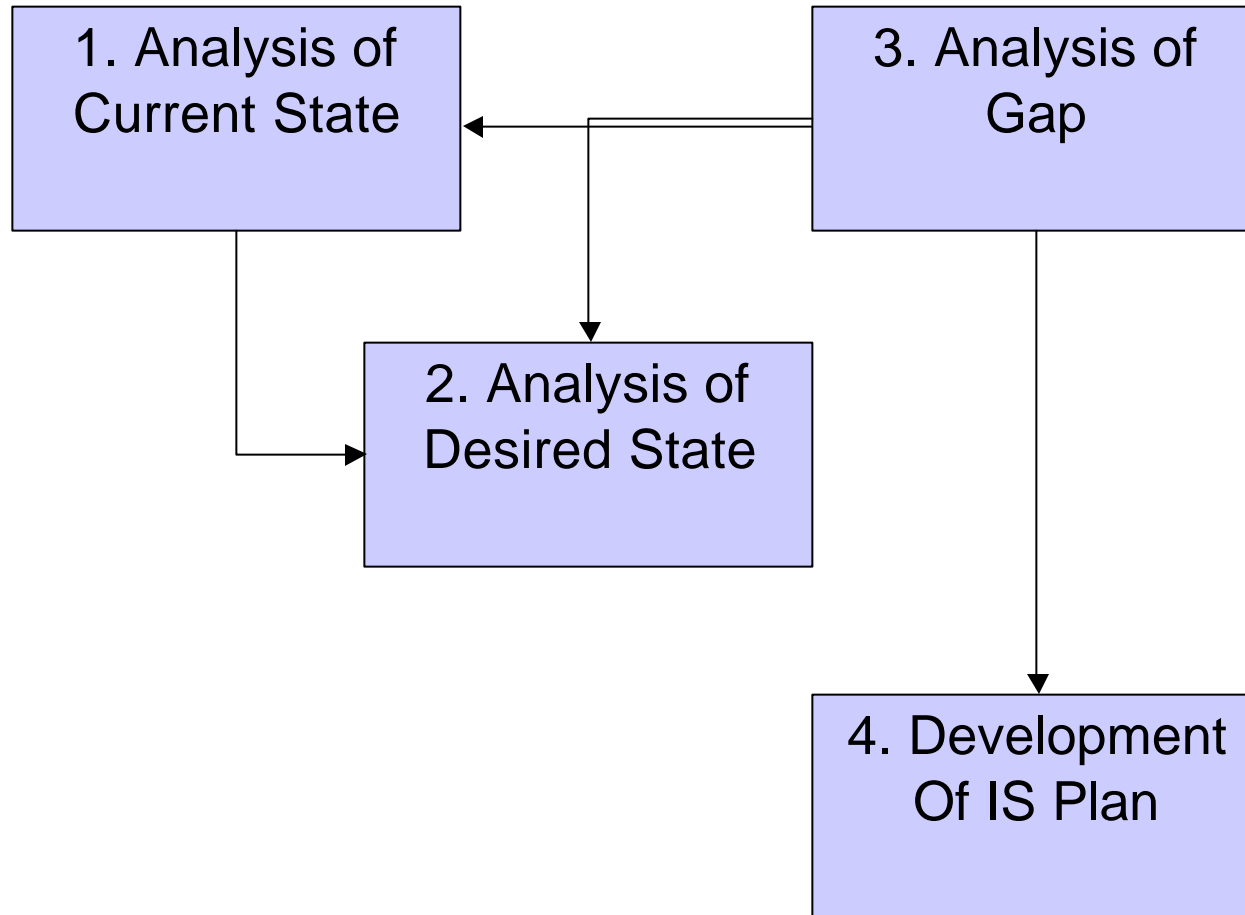 1. Analysis of
Current State
3. Analysis of
Gap
2. Analysis of
Desired State
4. Development
Of IS Plan